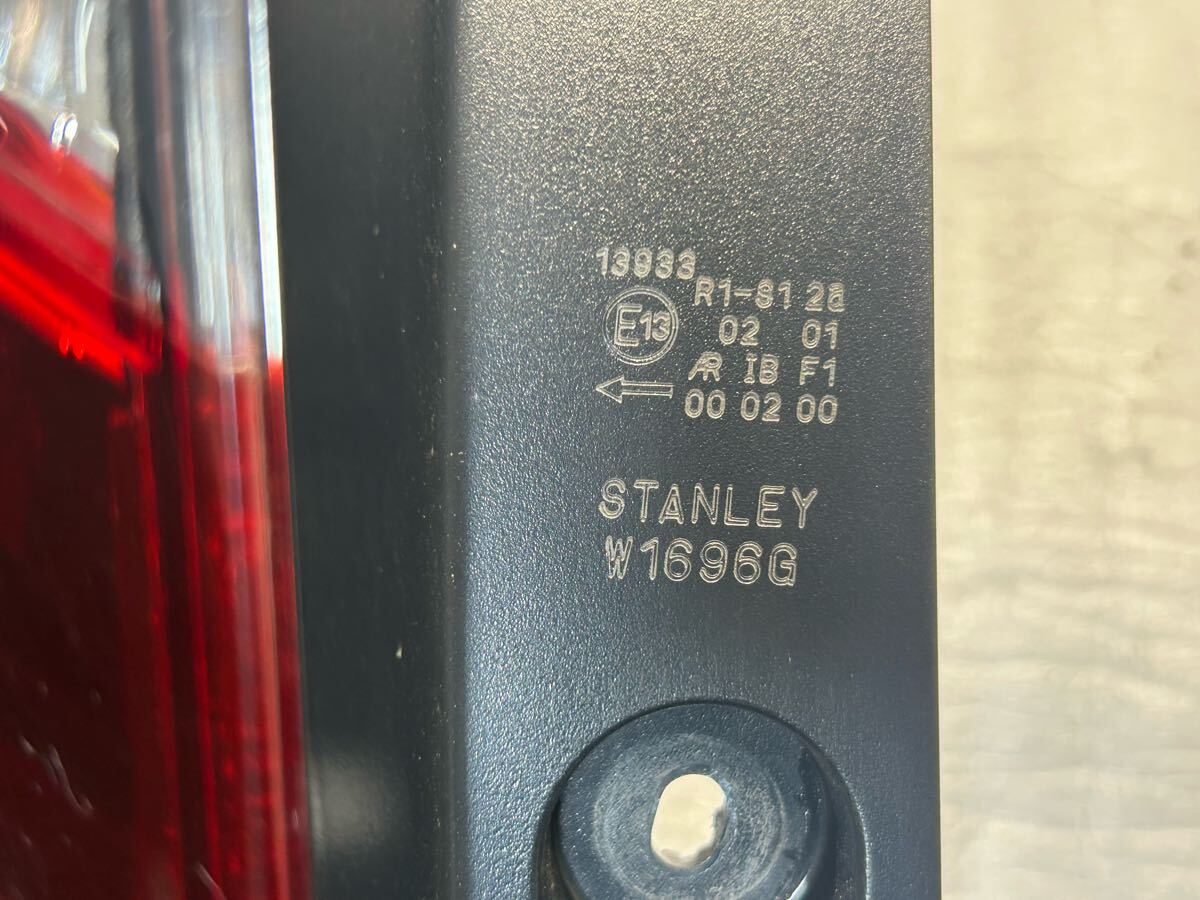 13933
R1-S1 2a
E13 02 01
AR IB F1
00 02 00
STANLEY
W1696G